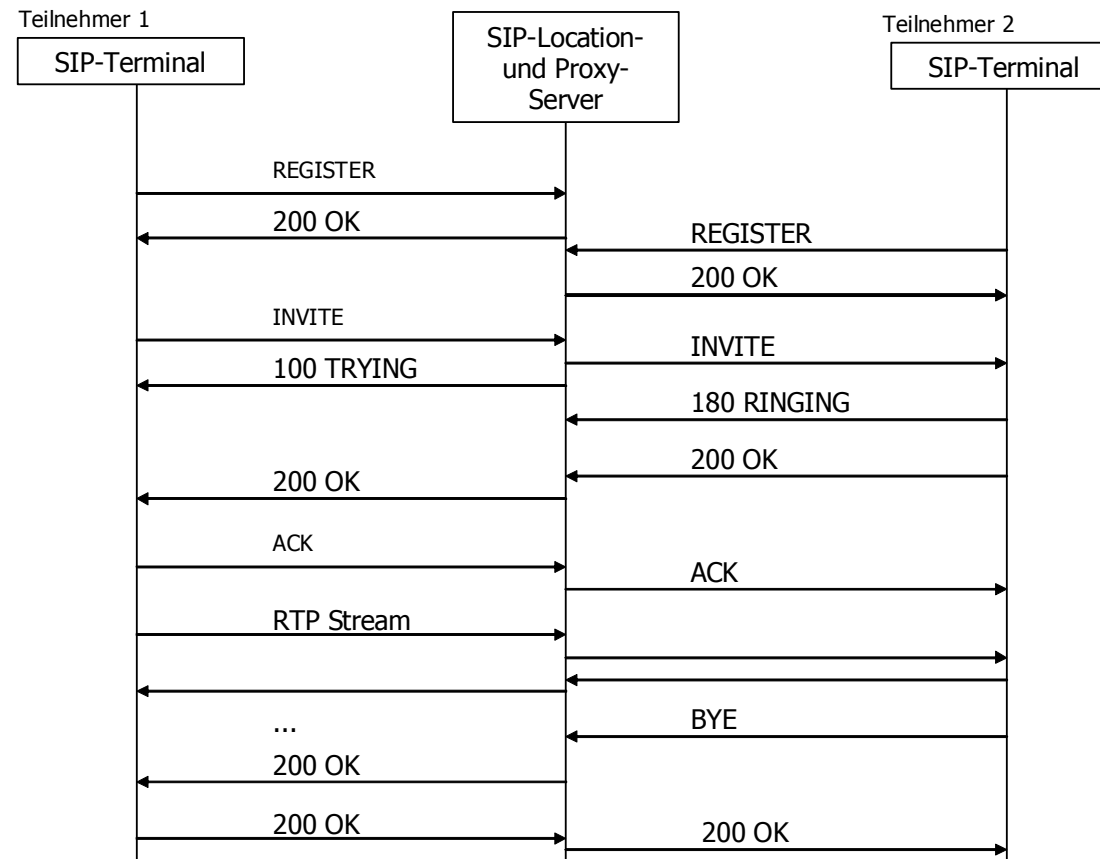 Teilnehmer 1
SIP-Terminal
SIP-Location-
und Proxy-
Server
Teilnehmer 2
SIP-Terminal
REGISTER
200 OK
REGISTER
200 OK
INVITE
INVITE
100 TRYING
180 RINGING
200 OK
200 OK
ACK
ACK
RTP Stream
BYE
...
200 OK
200 OK
200 OK